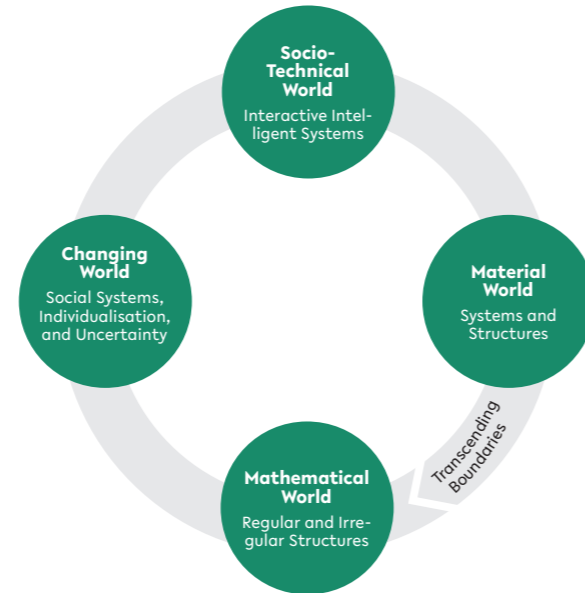 Socio-
Technical
World
Interactive Intel-
ligent Systems
Changing
World
Social Systems,
Individualisation,
and Uncertainty
Material
World
Systems and
Structures
Transcending
Boundaries
Mathematical
World
Regular and Irre-
gular Structures